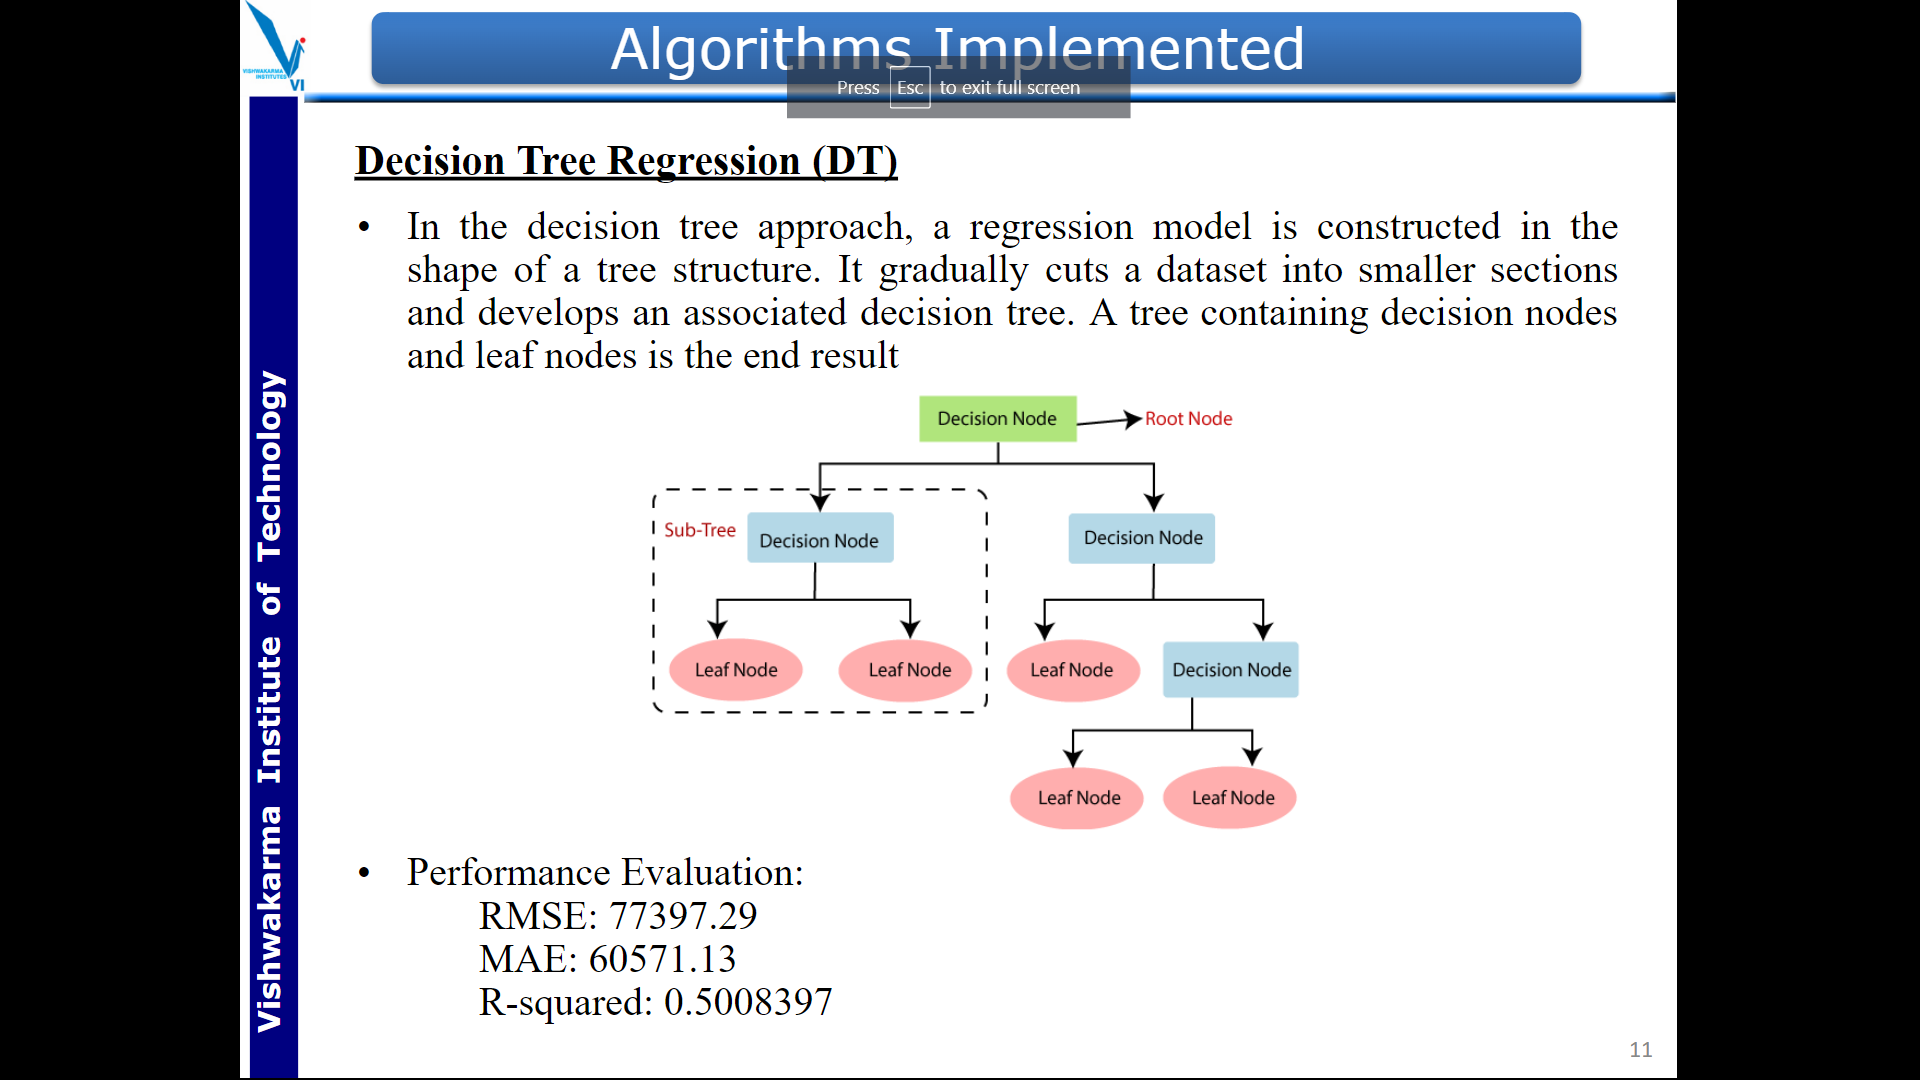 Algorithms Implemented
Press Esc to exit full screen
VISHWAKARMA
INSTITUTES
VI
Vishwakarma Institute of Technology
Decision Tree Regression (DT)
• In the decision tree approach, a regression model is constructed in the
shape of a tree structure. It gradually cuts a dataset into smaller sections
and develops an associated decision tree. A tree containing decision nodes
and leaf nodes is the end result
Decision Node
Root Node
Sub-Tree
Decision Node
Decision Node
Leaf Node
Leaf Node
Leaf Node
Decision Node
Leaf Node
Leaf Node
• Performance Evaluation:
RMSE: 77397.29
MAE: 60571.13
R-squared: 0.5008397
11